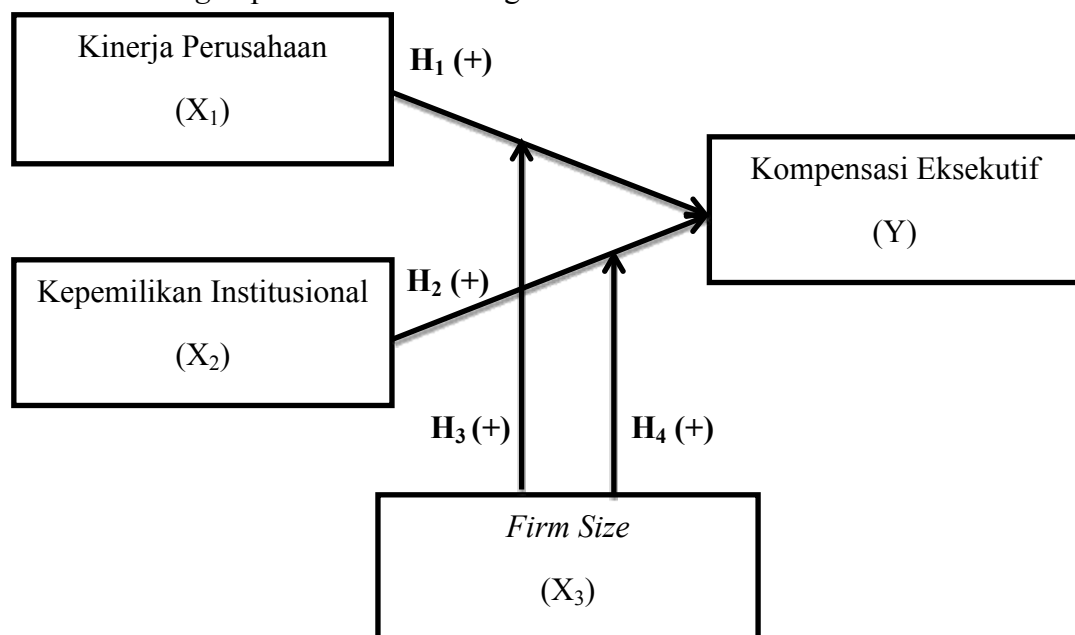 Kinerja Perusahaan
(X₁)
H₁ (+)
Kompensasi Eksekutif
(Y)
Kepemilikan Institusional
(X₂)
H₂ (+)
H₃ (+)
H₄ (+)
Firm Size
(X₃)